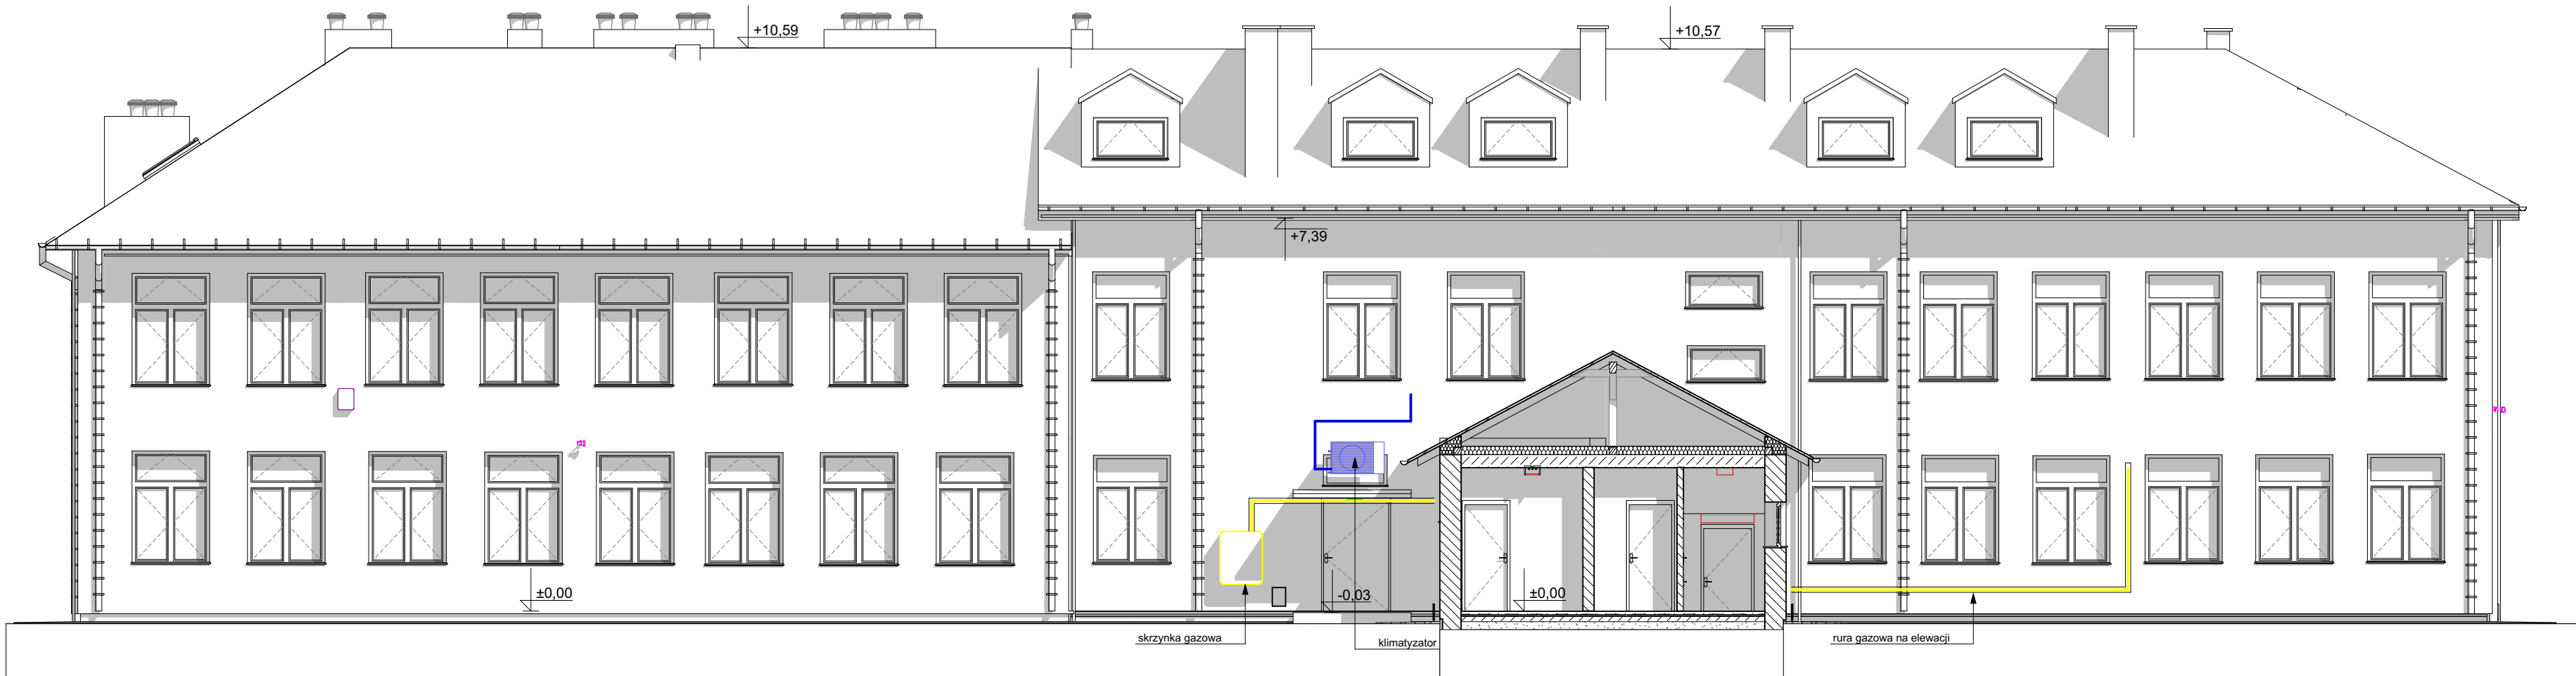 +10,59
+10,57
+7,39
±0,00
-0,03
±0,00
skrzynka gazowa
klimatyzator
rura gazowa na elewacji